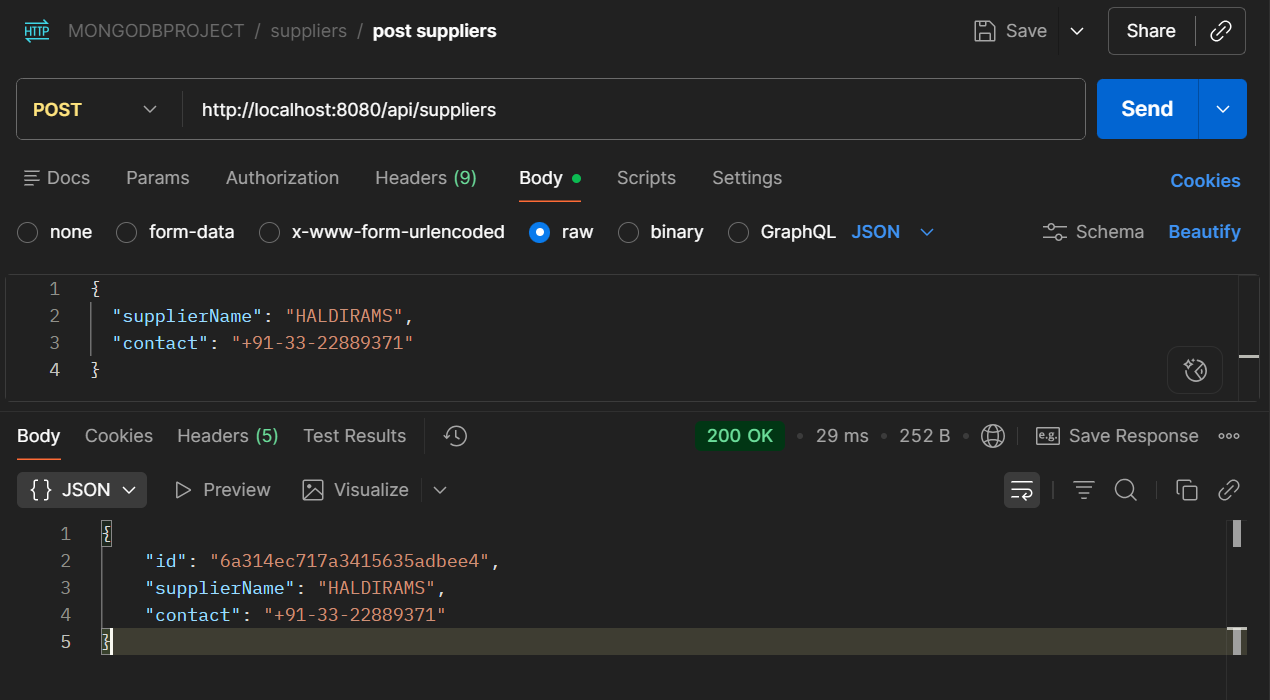 HTTP MONGODBPROJECT / suppliers / post suppliers Save Share
POST http://localhost:8080/api/suppliers Send
Docs Params Authorization Headers (9) Body Scripts Settings Cookies
none form-data x-www-form-urlencoded raw binary GraphQL JSON Schema Beautify
1 {
2 "supplierName": "HALDIRAMS",
3 "contact": "+91-33-22889371"
4 }
Body Cookies Headers (5) Test Results 200 OK • 29 ms • 252 B • e.g. Save Response
{} JSON Preview Visualize
1 {
2 "id": "6a314ec717a3415635adbee4",
3 "supplierName": "HALDIRAMS",
4 "contact": "+91-33-22889371"
5 }